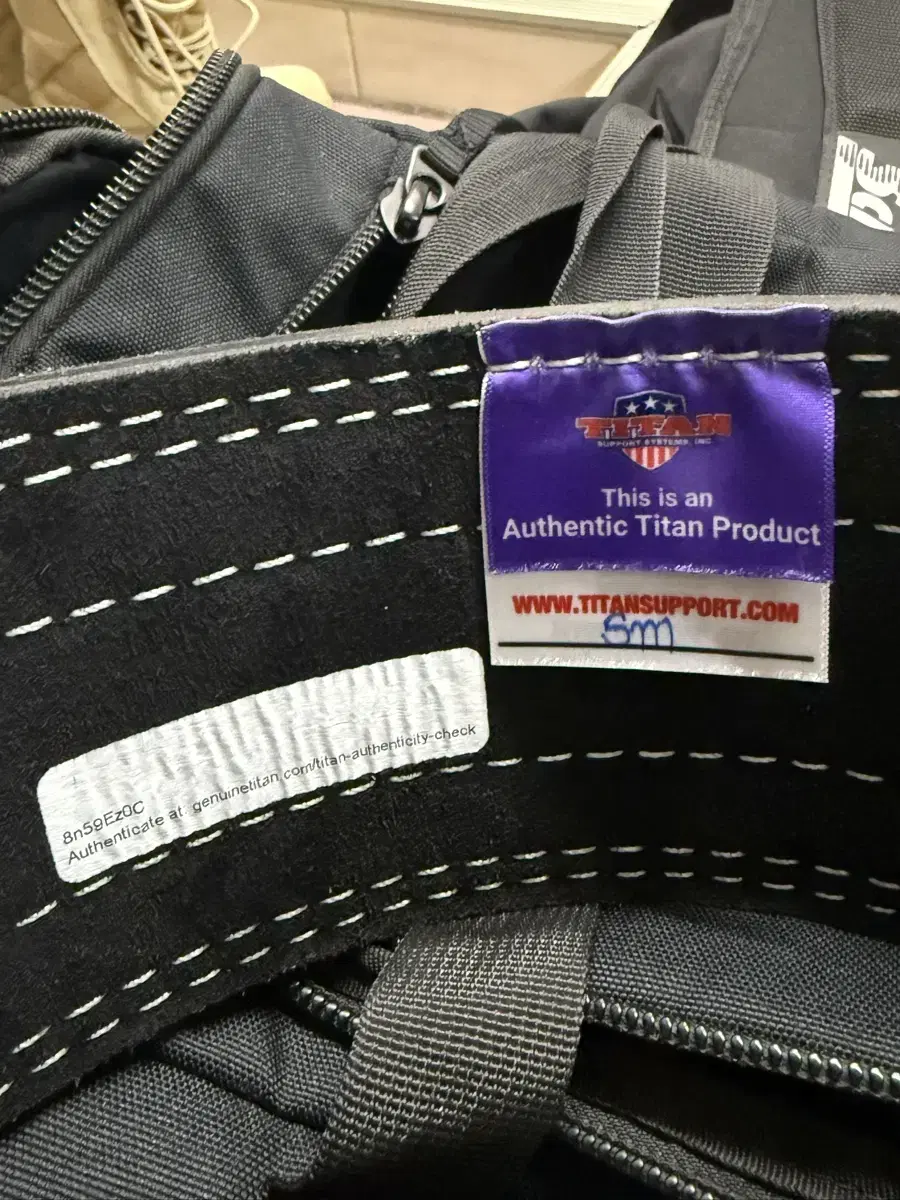 TITAN
SUPPORT SYSTEMS, INC
This is an
Authentic Titan Product
WWW.TITANSUPPORT.COM
Sm
8n59Ez0C
Authenticate at: genuinetitan.com/titan-authenticity-check